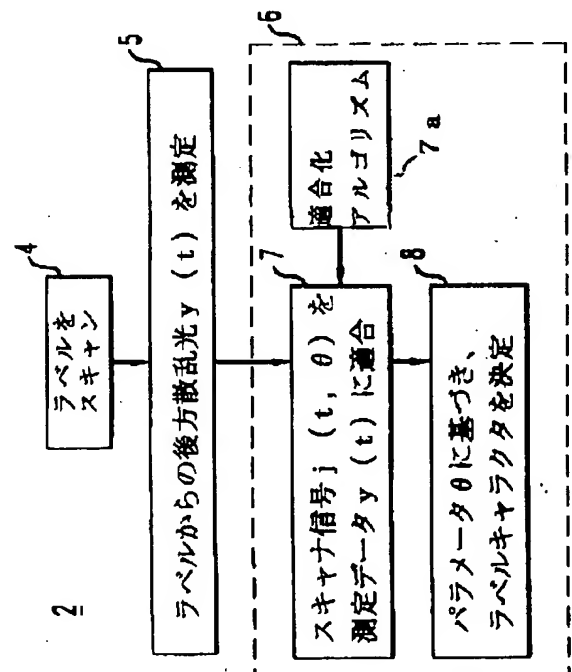 2
4
ラベルを
スキャン
5
ラベルからの後方散乱光y(t)を測定
6
7
スキャナ信号j(t, θ)を
測定データy(t)に適合
適合化
アルゴリズム
7a
8
パラメータθに基づき、
ラベルキャラクタを決定